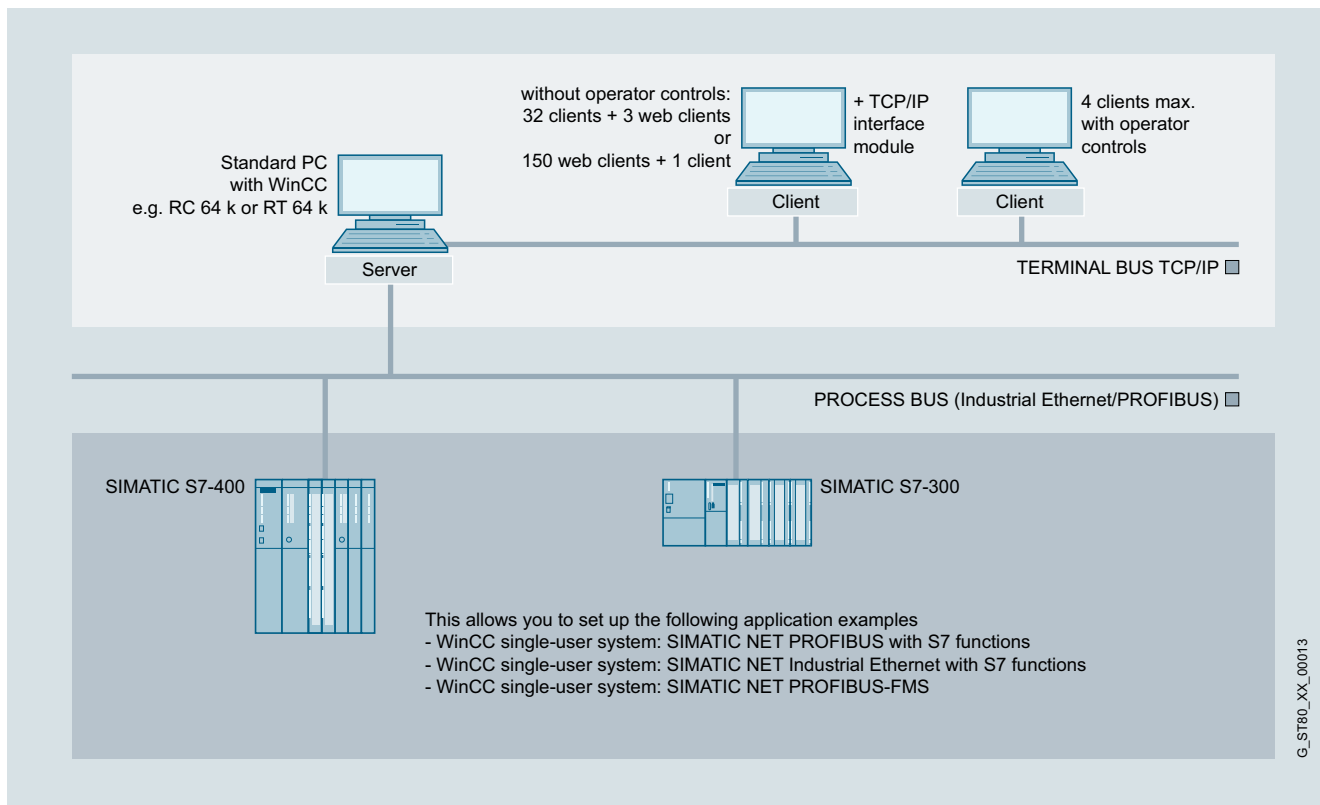 without operator controls:
32 clients + 3 web clients
or
150 web clients + 1 client
+ TCP/IP
interface
module
4 clients max.
with operator
controls
Standard PC
with WinCC
e.g. RC 64 k or RT 64 k
Client
Client
Server
TERMINAL BUS TCP/IP
PROCESS BUS (Industrial Ethernet/PROFIBUS)
SIMATIC S7-400
SIMATIC S7-300
This allows you to set up the following application examples
- WinCC single-user system: SIMATIC NET PROFIBUS with S7 functions
- WinCC single-user system: SIMATIC NET Industrial Ethernet with S7 functions
- WinCC single-user system: SIMATIC NET PROFIBUS-FMS
G_ST80_XX_00013